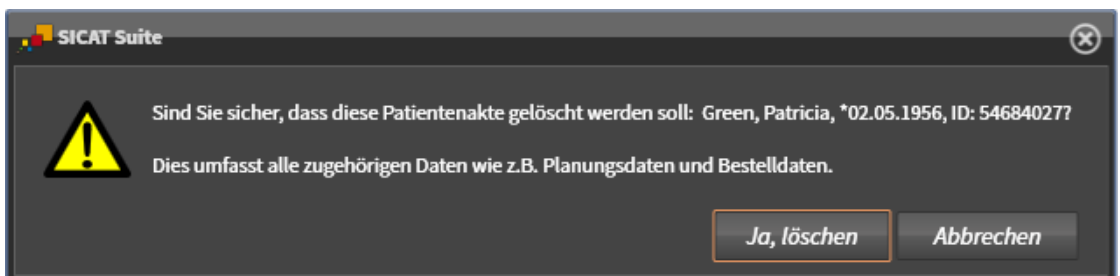 SICAT Suite
Sind Sie sicher, dass diese Patientenakte gelöscht werden soll:  Green, Patricia, *02.05.1956, ID: 54684027?
Dies umfasst alle zugehörigen Daten wie z.B. Planungsdaten und Bestelldaten.
Ja, löschen
Abbrechen